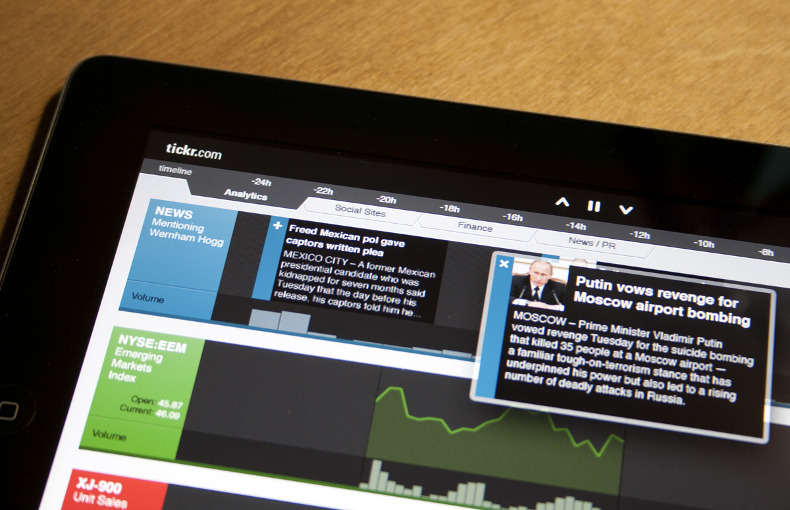 tickr.com
timeline
-24h
-22h
-20h
-18h
-16h
-14h
-12h
-10h
-8h
Analytics
Social Sites
Finance
News / PR
NEWS
Mentioning
Wernham Hogg
Volume
Freed Mexican pol gave
captors written plea
MEXICO CITY – A former Mexican
presidential candidate who was
kidnapped for seven months said
Tuesday that the day before his
release, his captors told him he...
Putin vows revenge for
Moscow airport bombing
MOSCOW – Prime Minister Vladimir Putin
vowed revenge Tuesday for the suicide bombing
that killed 35 people at a Moscow airport —
a familiar tough-on-terrorism stance that has
underpinned his power but also led to a rising
number of deadly attacks in Russia.
NYSE:EEM
Emerging
Markets
Index
Open: 45.87
Current: 46.09
Volume
XJ-900
Unit Sales